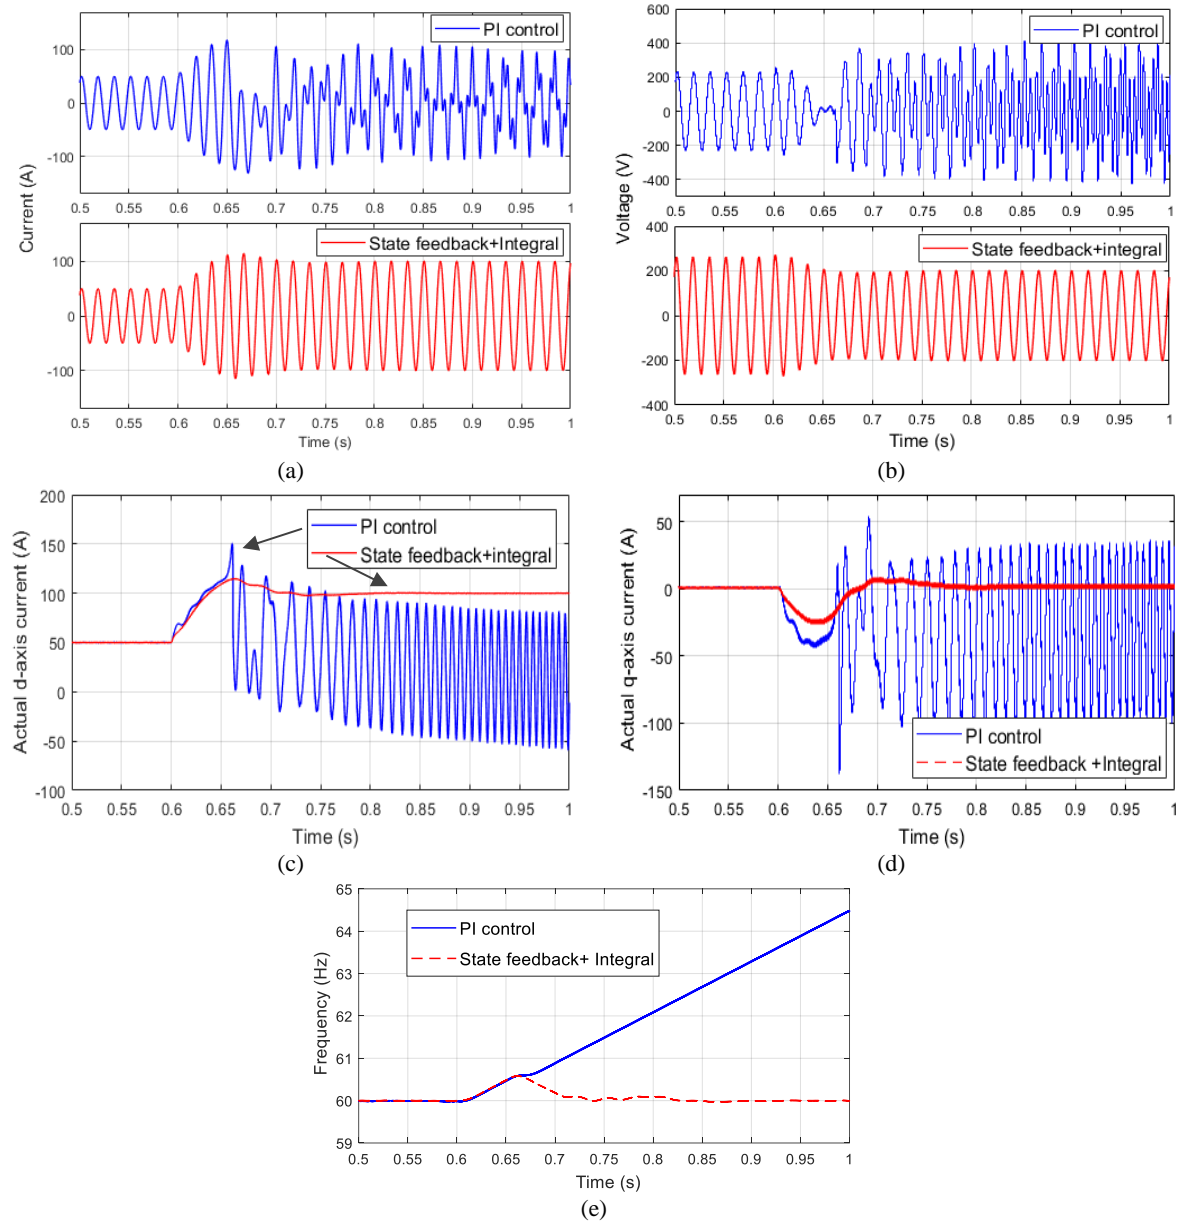 PI control
100
0
-100
0.5 0.55 0.6 0.65 0.7 0.75 0.8 0.85 0.9 0.95 1
Current (A)
State feedback+Integral
100
0
-100
0.5 0.55 0.6 0.65 0.7 0.75 0.8 0.85 0.9 0.95 1
Time (s)
(a)
600
PI control
400
200
0
-200
-400
0.5 0.55 0.6 0.65 0.7 0.75 0.8 0.85 0.9 0.95 1
Voltage (V)
400
State feedback+integral
200
0
-200
-400
0.5 0.55 0.6 0.65 0.7 0.75 0.8 0.85 0.9 0.95 1
Time (s)
(b)
200
150
100
50
0
-50
-100
Actual d-axis current (A)
PI control
State feedback+integral
0.5 0.55 0.6 0.65 0.7 0.75 0.8 0.85 0.9 0.95 1
Time (s)
(c)
50
0
-50
-100
-150
Actual q-axis current (A)
PI control
State feedback +Integral
0.5 0.55 0.6 0.65 0.7 0.75 0.8 0.85 0.9 0.95 1
Time (s)
(d)
65
64
63
62
61
60
59
Frequency (Hz)
PI control
State feedback+ Integral
0.5 0.55 0.6 0.65 0.7 0.75 0.8 0.85 0.9 0.95 1
Time (s)
(e)